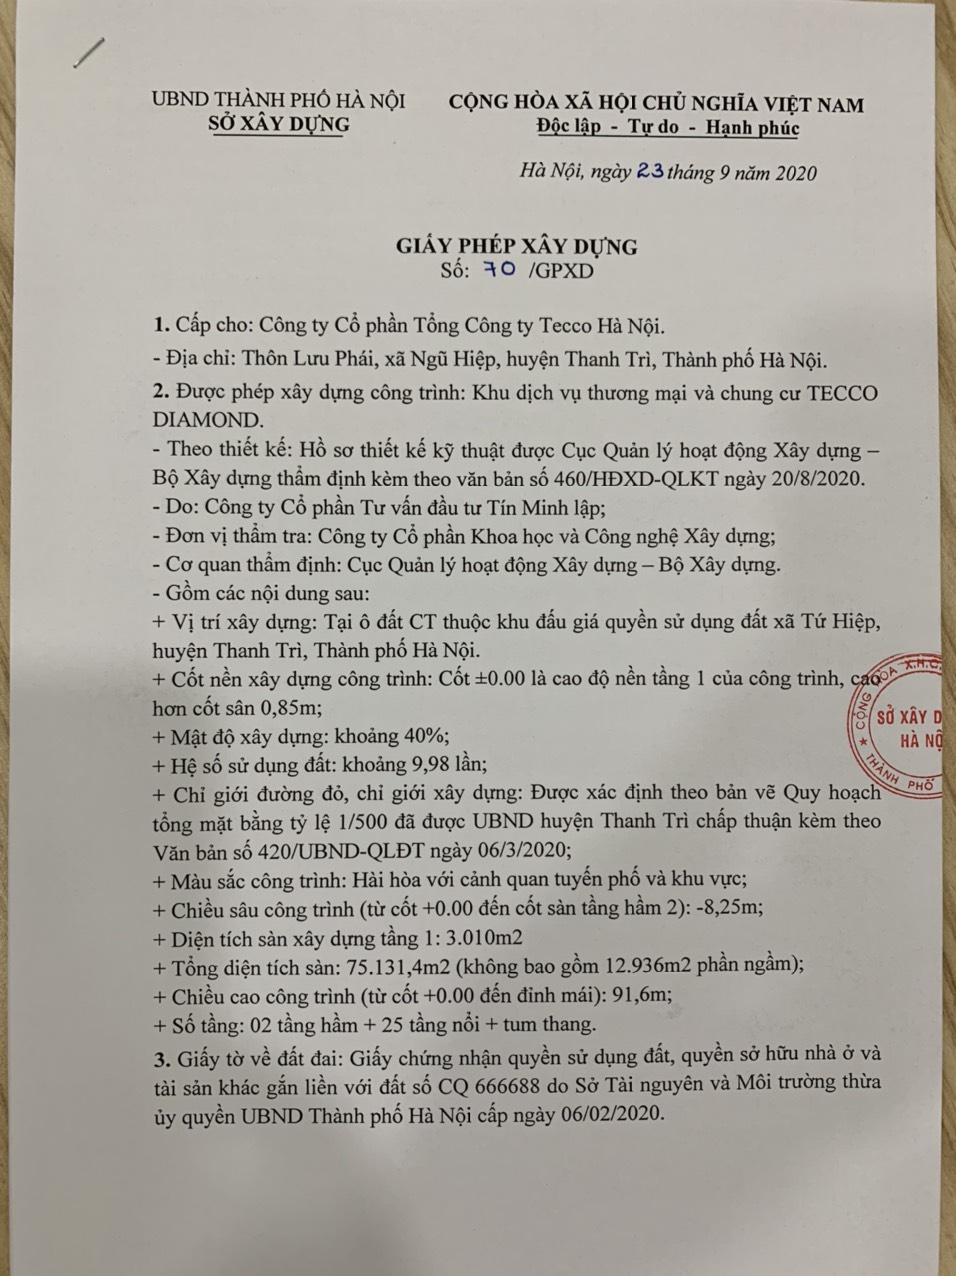 UBND THÀNH PHỐ HÀ NỘI
SỞ XÂY DỰNG
CỘNG HÒA XÃ HỘI CHỦ NGHĨA VIỆT NAM
Độc lập - Tự do - Hạnh phúc
Hà Nội, ngày 23 tháng 9 năm 2020
GIẤY PHÉP XÂY DỰNG
Số: 70 /GPXD
1. Cấp cho: Công ty Cổ phần Tổng Công ty Tecco Hà Nội.
- Địa chỉ: Thôn Lưu Phái, xã Ngũ Hiệp, huyện Thanh Trì, Thành phố Hà Nội.
2. Được phép xây dựng công trình: Khu dịch vụ thương mại và chung cư TECCO
DIAMOND.
- Theo thiết kế: Hồ sơ thiết kế kỹ thuật được Cục Quản lý hoạt động Xây dựng –
Bộ Xây dựng thẩm định kèm theo văn bản số 460/HĐXD-QLKT ngày 20/8/2020.
- Do: Công ty Cổ phần Tư vấn đầu tư Tín Minh lập;
- Đơn vị thẩm tra: Công ty Cổ phần Khoa học và Công nghệ Xây dựng;
- Cơ quan thẩm định: Cục Quản lý hoạt động Xây dựng – Bộ Xây dựng.
- Gồm các nội dung sau:
+ Vị trí xây dựng: Tại ô đất CT thuộc khu đấu giá quyền sử dụng đất xã Tứ Hiệp,
huyện Thanh Trì, Thành phố Hà Nội.
+ Cốt nền xây dựng công trình: Cốt ±0.00 là cao độ nền tầng 1 của công trình, cao
hơn cốt sân 0,85m;
+ Mật độ xây dựng: khoảng 40%;
+ Hệ số sử dụng đất: khoảng 9,98 lần;
+ Chỉ giới đường đỏ, chỉ giới xây dựng: Được xác định theo bản vẽ Quy hoạch
tổng mặt bằng tỷ lệ 1/500 đã được UBND huyện Thanh Trì chấp thuận kèm theo
Văn bản số 420/UBND-QLĐT ngày 06/3/2020;
+ Màu sắc công trình: Hài hòa với cảnh quan tuyến phố và khu vực;
+ Chiều sâu công trình (từ cốt +0.00 đến cốt sàn tầng hầm 2): -8,25m;
+ Diện tích sàn xây dựng tầng 1: 3.010m2
+ Tổng diện tích sàn: 75.131,4m2 (không bao gồm 12.936m2 phần ngầm);
+ Chiều cao công trình (từ cốt +0.00 đến đỉnh mái): 91,6m;
+ Số tầng: 02 tầng hầm + 25 tầng nổi + tum thang.
3. Giấy tờ về đất đai: Giấy chứng nhận quyền sử dụng đất, quyền sở hữu nhà ở và
tài sản khác gắn liền với đất số CQ 666688 do Sở Tài nguyên và Môi trường thừa
ủy quyền UBND Thành phố Hà Nội cấp ngày 06/02/2020.
CỘNG HÒA X.H.C.
SỞ XÂY D
HÀ NỘ
★ THÀNH PHỐ